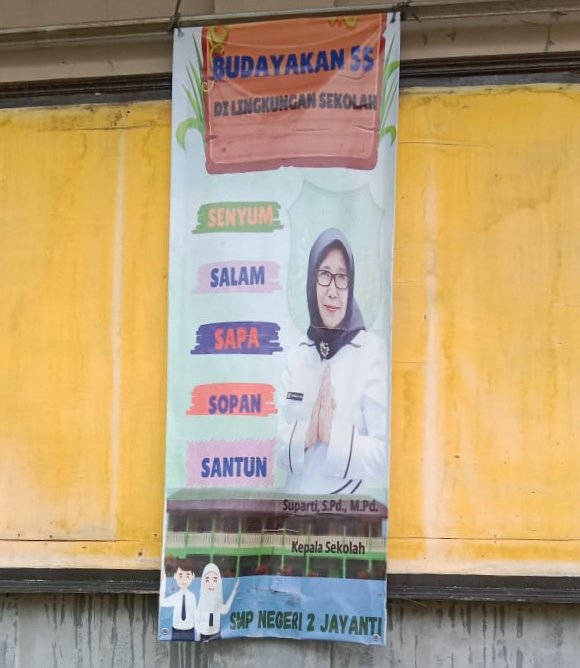 BUDAYAKAN 5S
DI LINGKUNGAN SEKOLAH
SENYUM
SALAM
SAPA
SOPAN
SANTUN
Suparti, S.Pd., M.Pd.
Kepala Sekolah
SMP NEGERI 2 JAYANTI